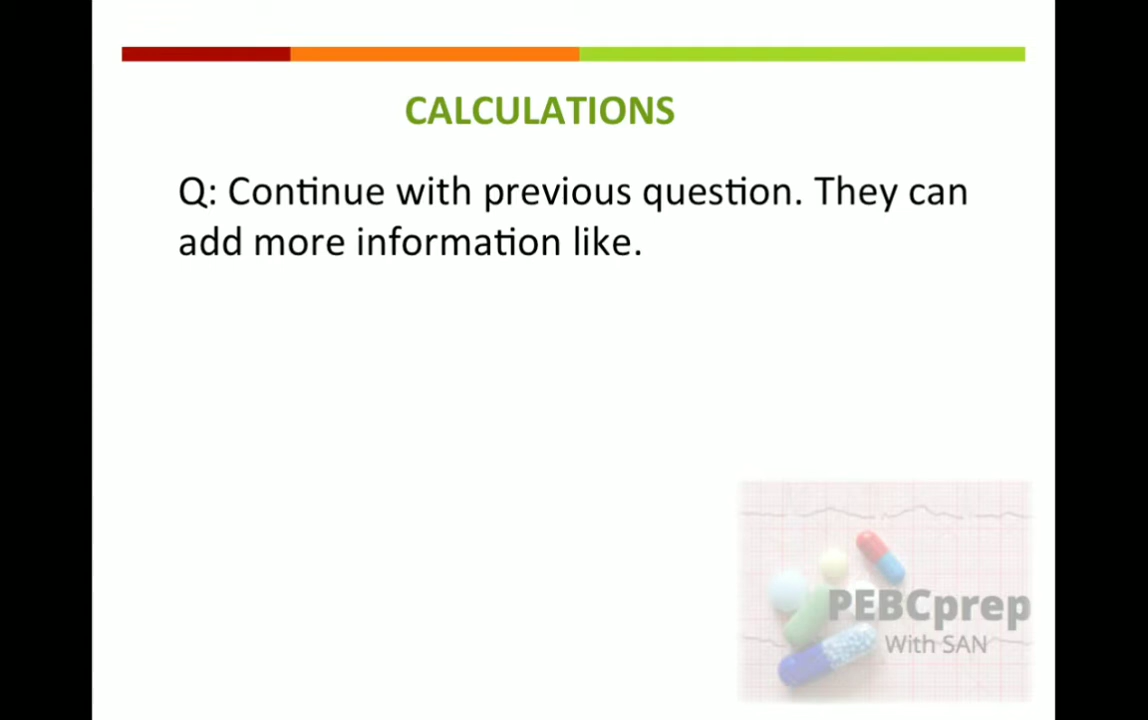 CALCULATIONS
Q: Continue with previous question. They can
add more information like.
PEBCprep
With SAN